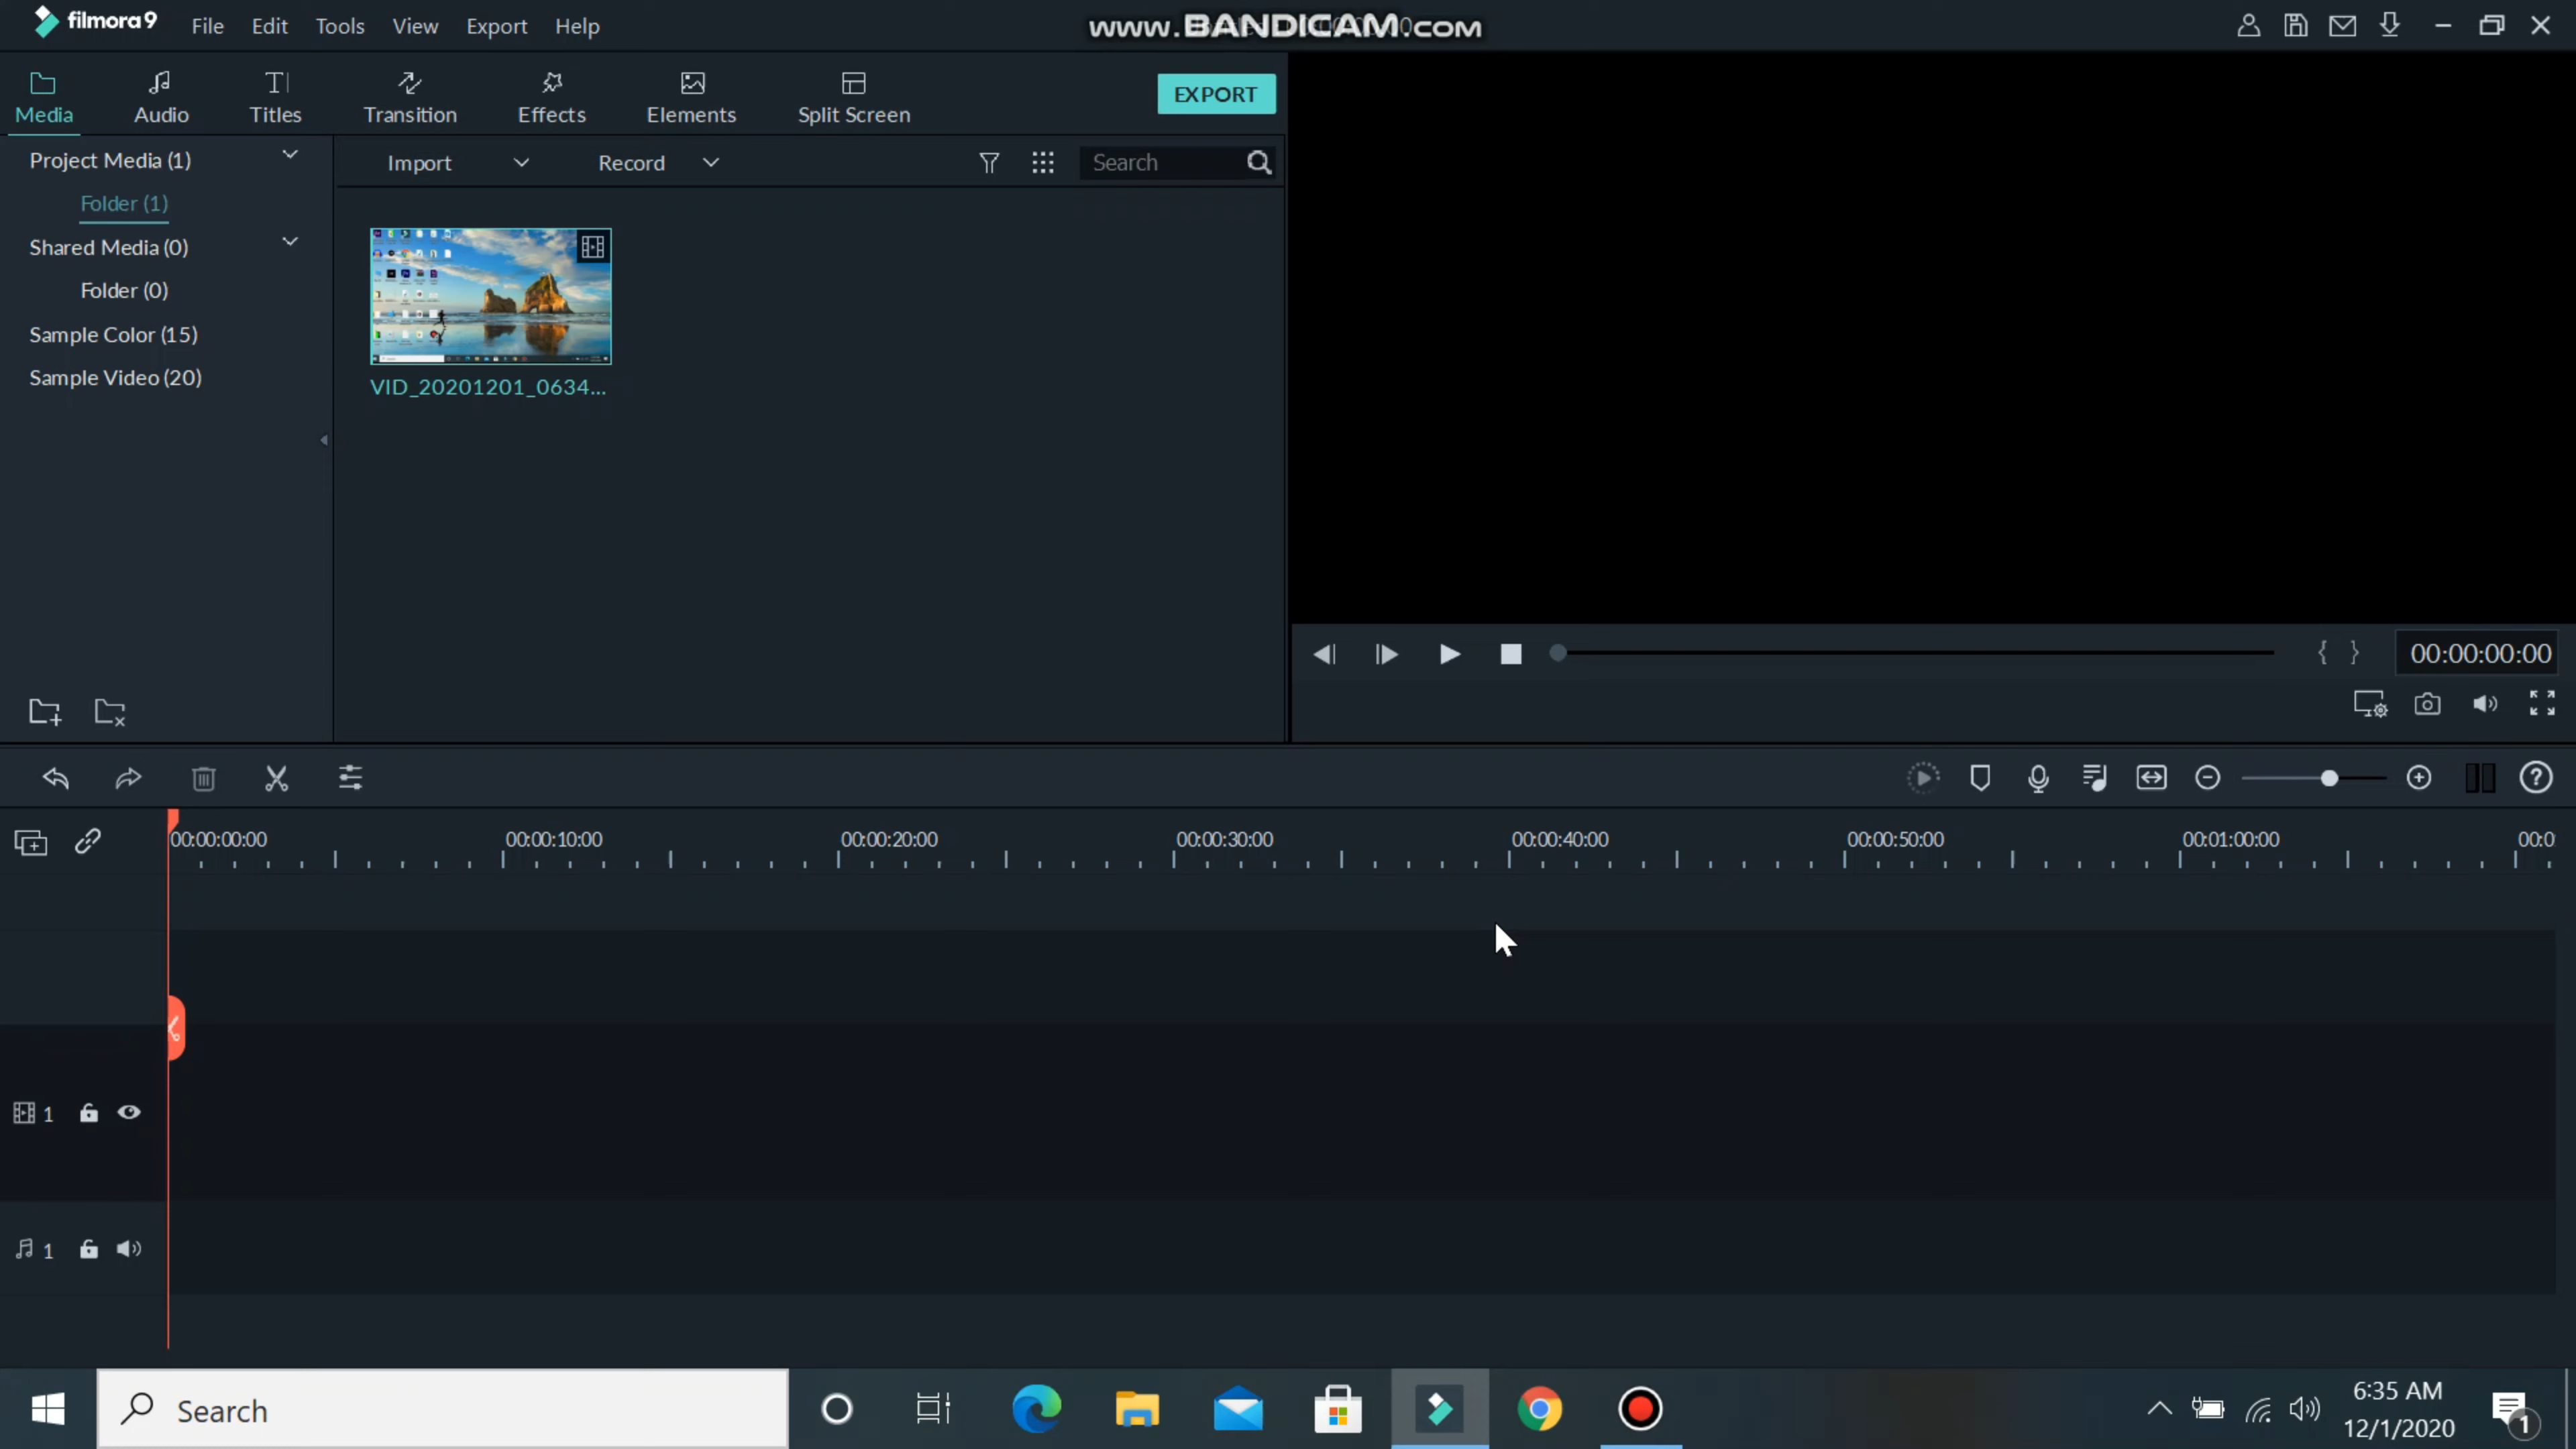 filmora9 File Edit Tools View Export Help
www.BANDICAM.com
Media Audio Titles Transition Effects Elements Split Screen
EXPORT
Project Media (1)
Folder (1)
Shared Media (0)
Folder (0)
Sample Color (15)
Sample Video (20)
Import Record Search
VID_20201201_0634...
00:00:00:00
00:00:00:00 00:00:10:00 00:00:20:00 00:00:30:00 00:00:40:00 00:00:50:00 00:01:00:00 00:0
1
1
Search
6:35 AM
12/1/2020
1